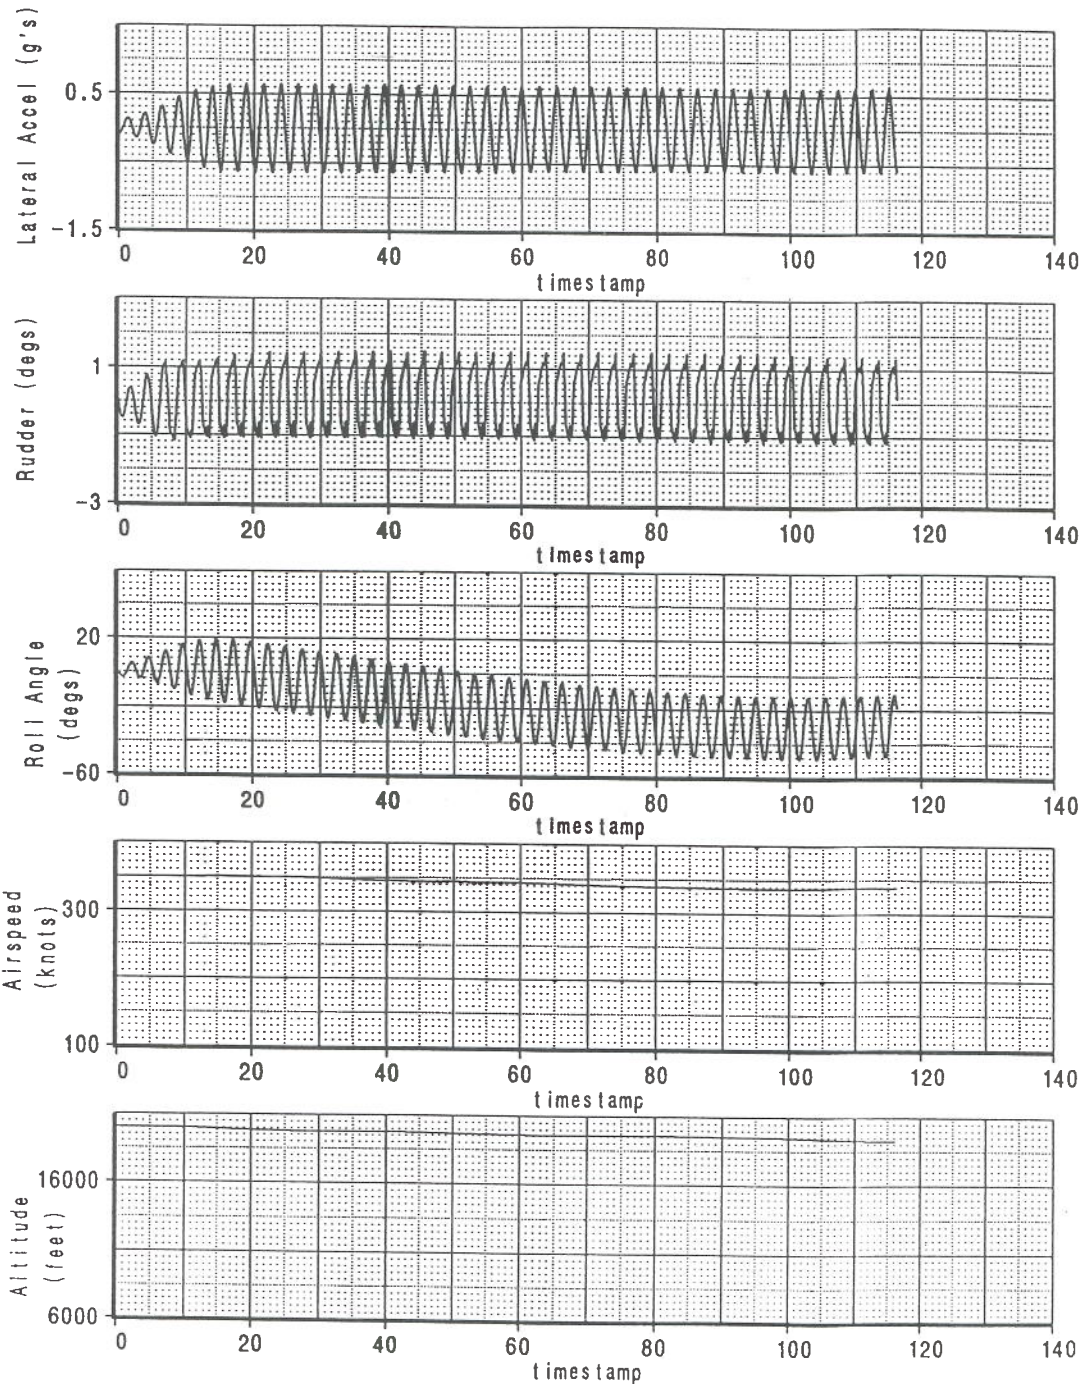 Lateral Accel (g's)
0.5
-1.5
0 20 40 60 80 100 120 140
timestamp
Rudder (degs)
1
-3
0 20 40 60 80 100 120 140
timestamp
Roll Angle
(degs)
20
-60
0 20 40 60 80 100 120 140
timestamp
Airspeed
(knots)
300
100
0 20 40 60 80 100 120 140
timestamp
Altitude
(feet)
16000
6000
0 20 40 60 80 100 120 140
timestamp